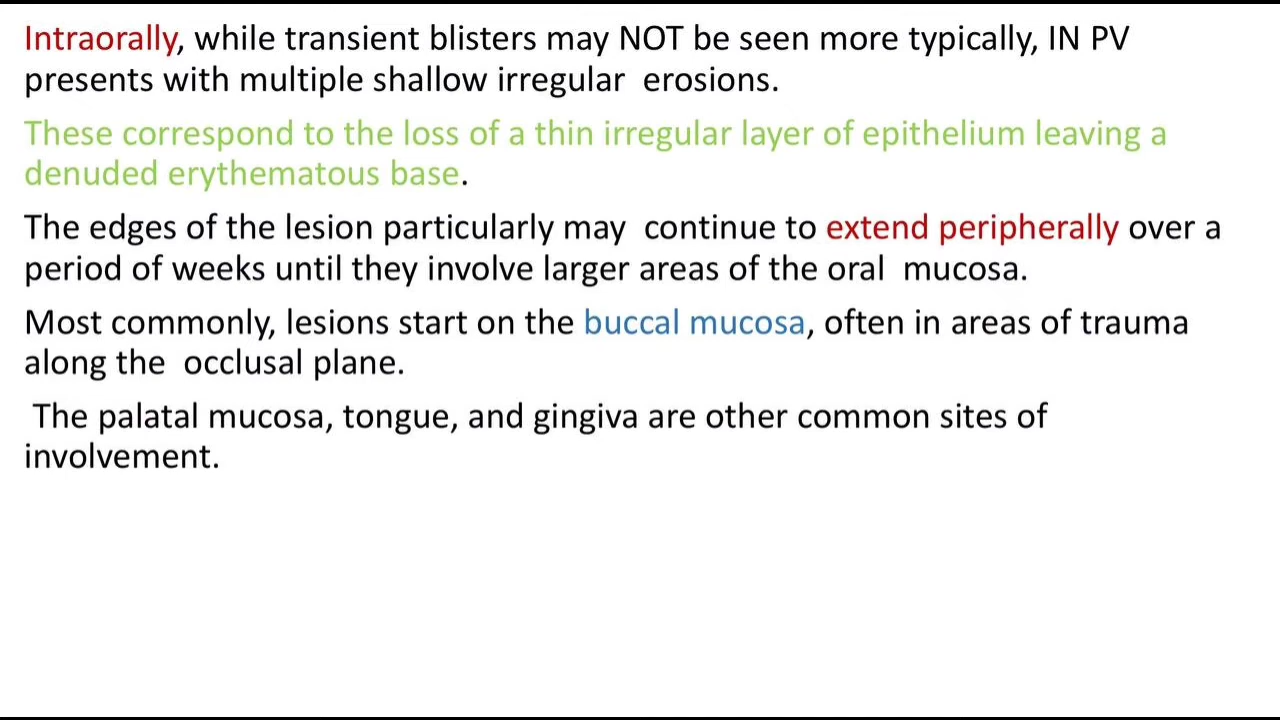 Intraorally, while transient blisters may NOT be seen more typically, IN PV
presents with multiple shallow irregular  erosions.
These correspond to the loss of a thin irregular layer of epithelium leaving a
denuded erythematous base.
The edges of the lesion particularly may  continue to extend peripherally over a
period of weeks until they involve larger areas of the oral  mucosa.
Most commonly, lesions start on the buccal mucosa, often in areas of trauma
along the  occlusal plane.
The palatal mucosa, tongue, and gingiva are other common sites of
involvement.